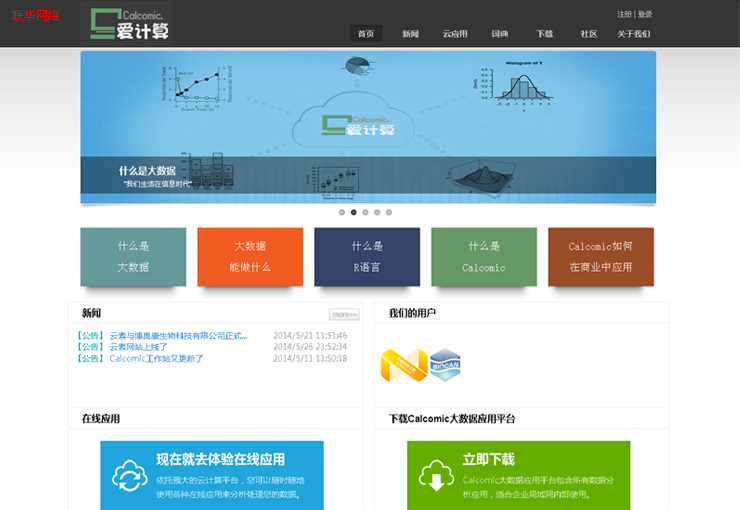 联华网络
Calcomic.
爱计算
注册 | 登录
首页
新闻
云应用
词典
下载
社区
关于我们
Histogram of Y
Calcomic.
爱计算
什么是大数据
“我们生活在信息时代”
什么是
大数据
大数据
能做什么
什么是
R语言
什么是
Calcomic
Calcomic如何
在商业中应用
新闻
more>>
【公告】 云素与博奥康生物科技有限公司正式... 2014/5/21 13:53:46
【公告】 云素网站上线了 2014/5/26 23:52:34
【公告】 Calcomic工作站又更新了 2014/5/11 13:50:38
我们的用户
BIOCAN
在线应用
现在就去体验在线应用
依托强大的云计算平台，您可以随时随地
使用各种在线应用来分析处理您的数据。
下载Calcomic大数据应用平台
立即下载
Calcomic大数据应用平台包含所有数据分
析应用，适合企业局域网内部使用。